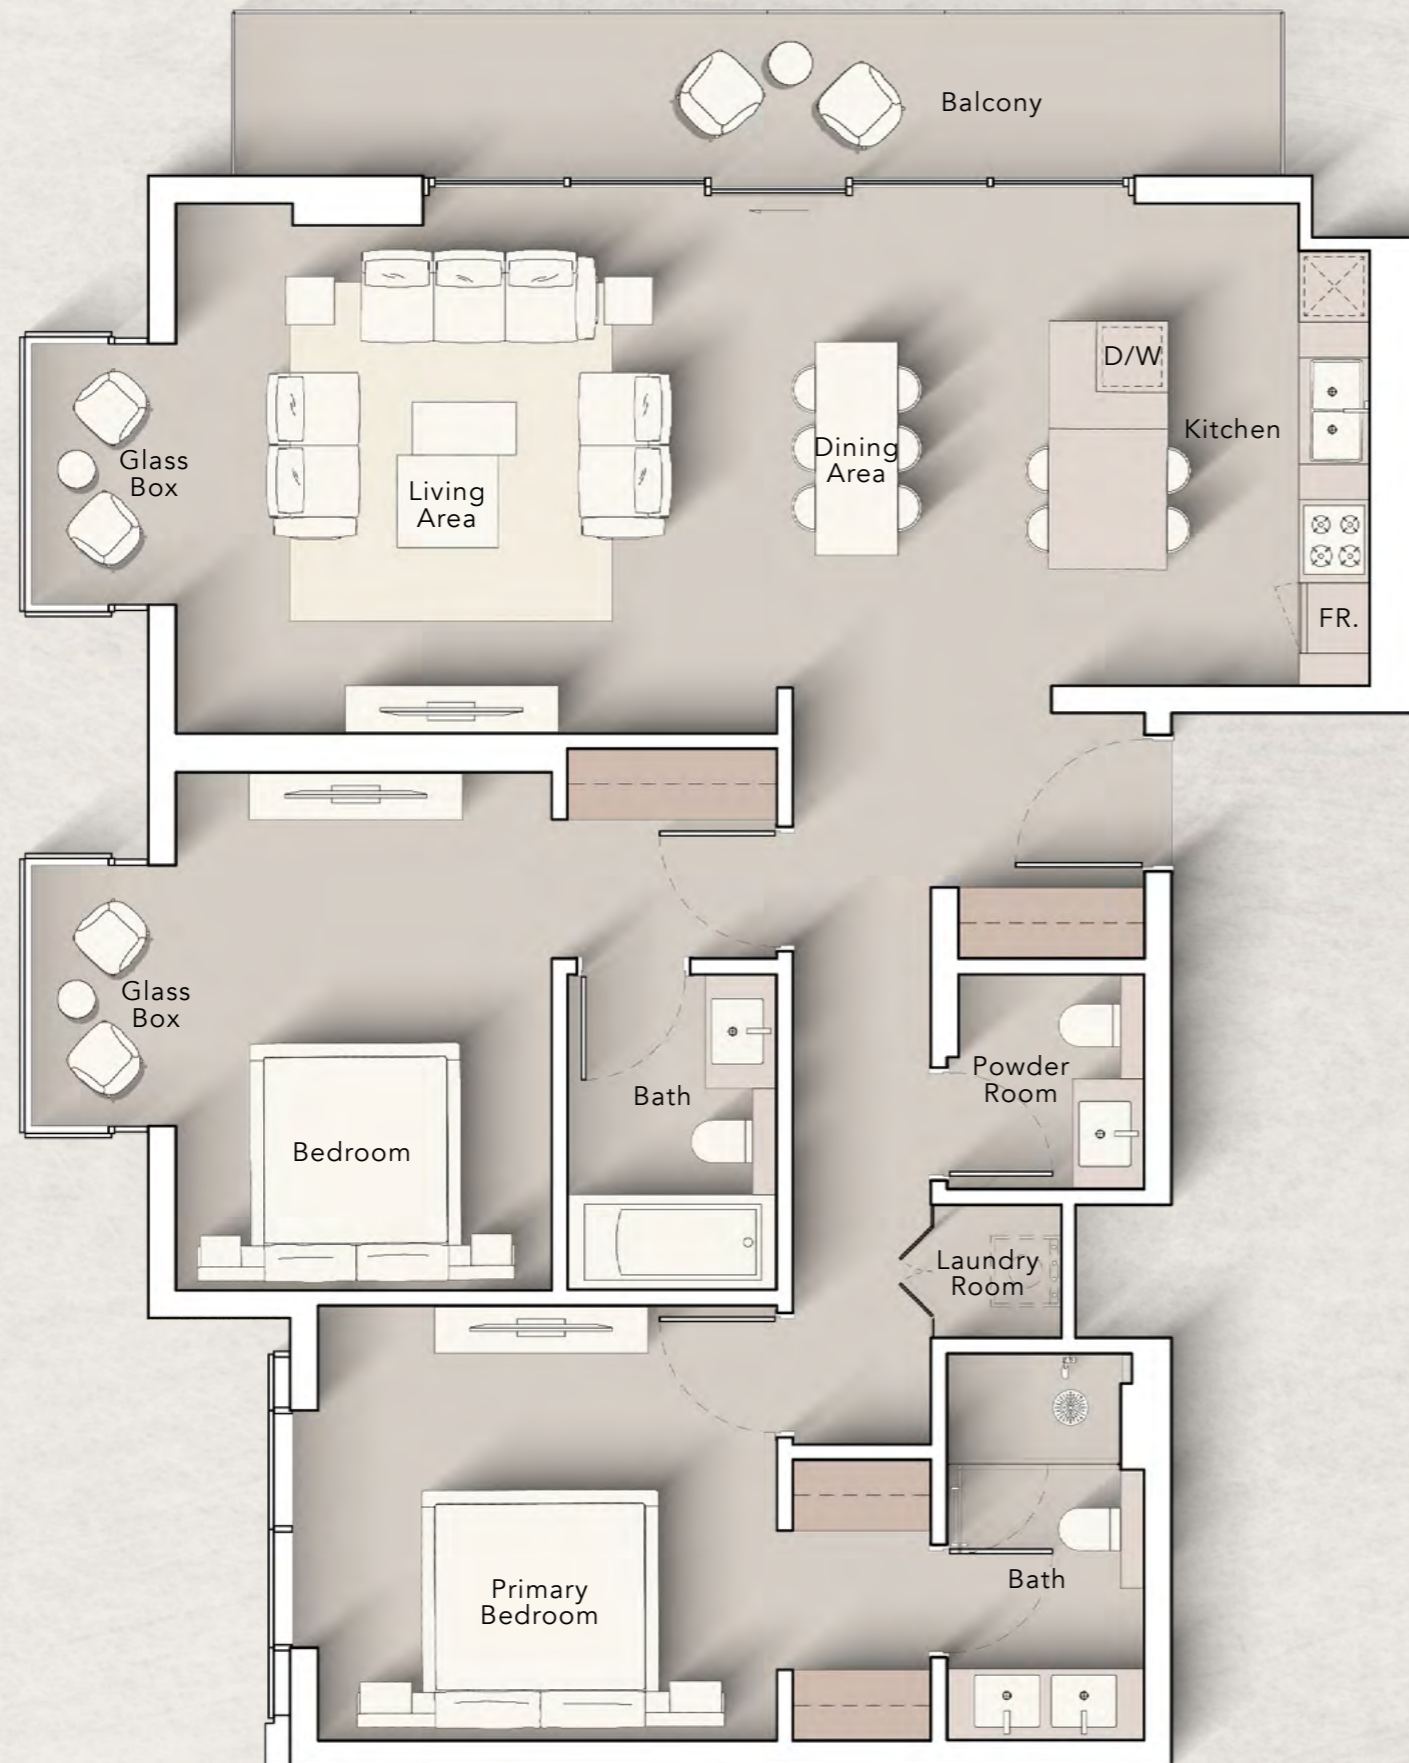 Balcony
D/W
Kitchen
Glass
Box
Living
Area
Dining
Area
FR.
Glass
Box
Bedroom
Bath
Powder
Room
Laundry
Room
Primary
Bedroom
Bath